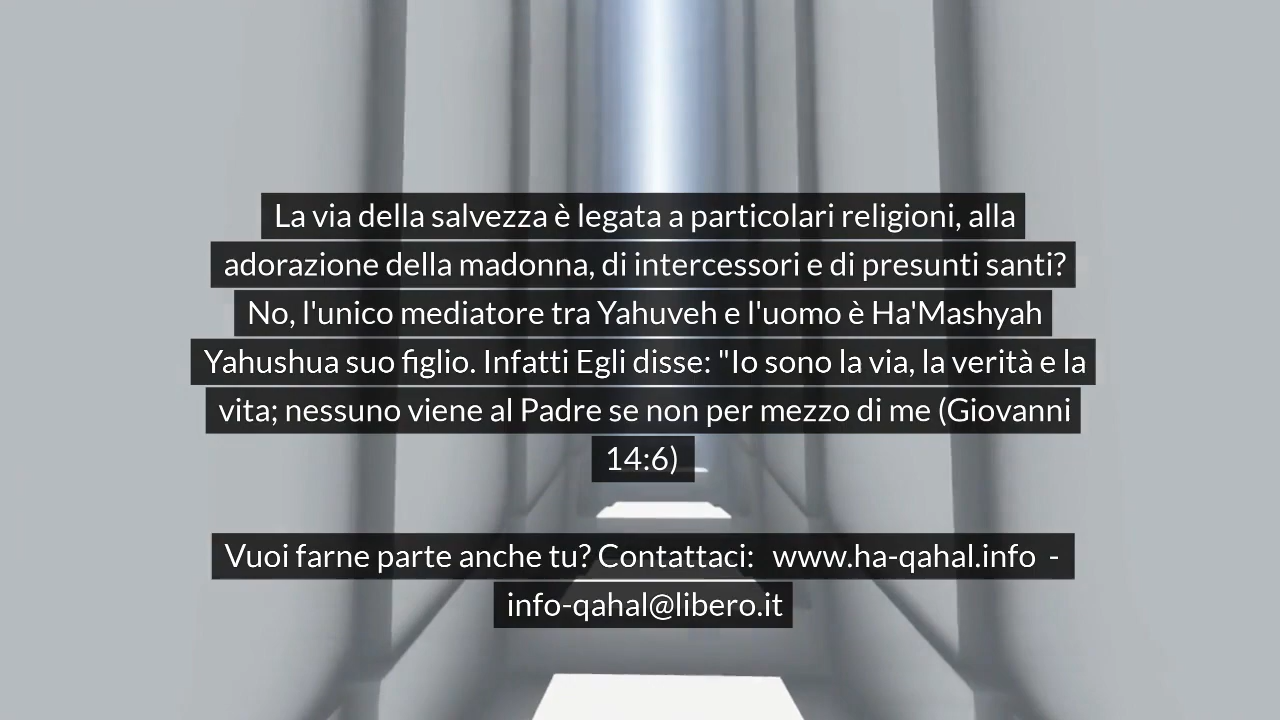 La via della salvezza è legata a particolari religioni, alla
adorazione della madonna, di intercessori e di presunti santi?
No, l'unico mediatore tra Yahuveh e l'uomo è Ha'Mashyah
Yahushua suo figlio. Infatti Egli disse: "Io sono la via, la verità e la
vita; nessuno viene al Padre se non per mezzo di me (Giovanni
14:6)
Vuoi farne parte anche tu? Contattaci: www.ha-qahal.info -
info-qahal@libero.it